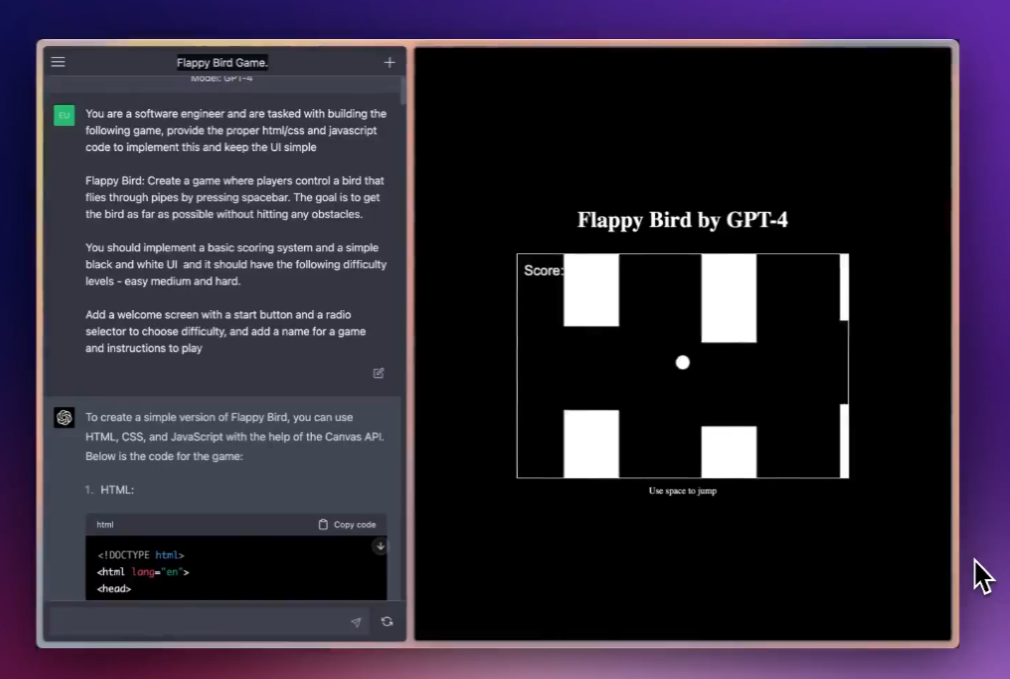 Flappy Bird Game.
Model: GPT-4
EU
You are a software engineer and are tasked with building the
following game, provide the proper html/css and javascript
code to implement this and keep the UI simple
Flappy Bird: Create a game where players control a bird that
flies through pipes by pressing spacebar. The goal is to get
the bird as far as possible without hitting any obstacles.
You should implement a basic scoring system and a simple
black and white UI and it should have the following difficulty
levels - easy medium and hard.
Add a welcome screen with a start button and a radio
selector to choose difficulty, and add a name for a game
and instructions to play
To create a simple version of Flappy Bird, you can use
HTML, CSS, and JavaScript with the help of the Canvas API.
Below is the code for the game:
1. HTML:
html Copy code
<!DOCTYPE html>
<html lang="en">
<head>
Flappy Bird by GPT-4
Score:
Use space to jump